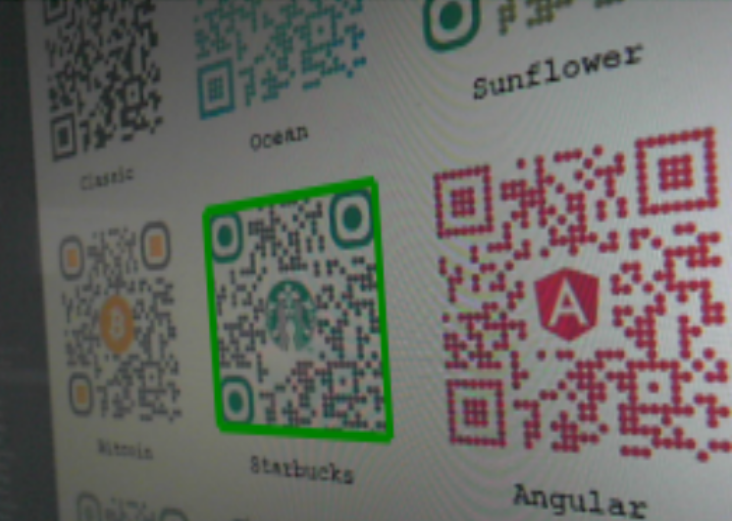 Sunflower
Ocean
Classic
Bitcoin
Starbucks
Angular
A